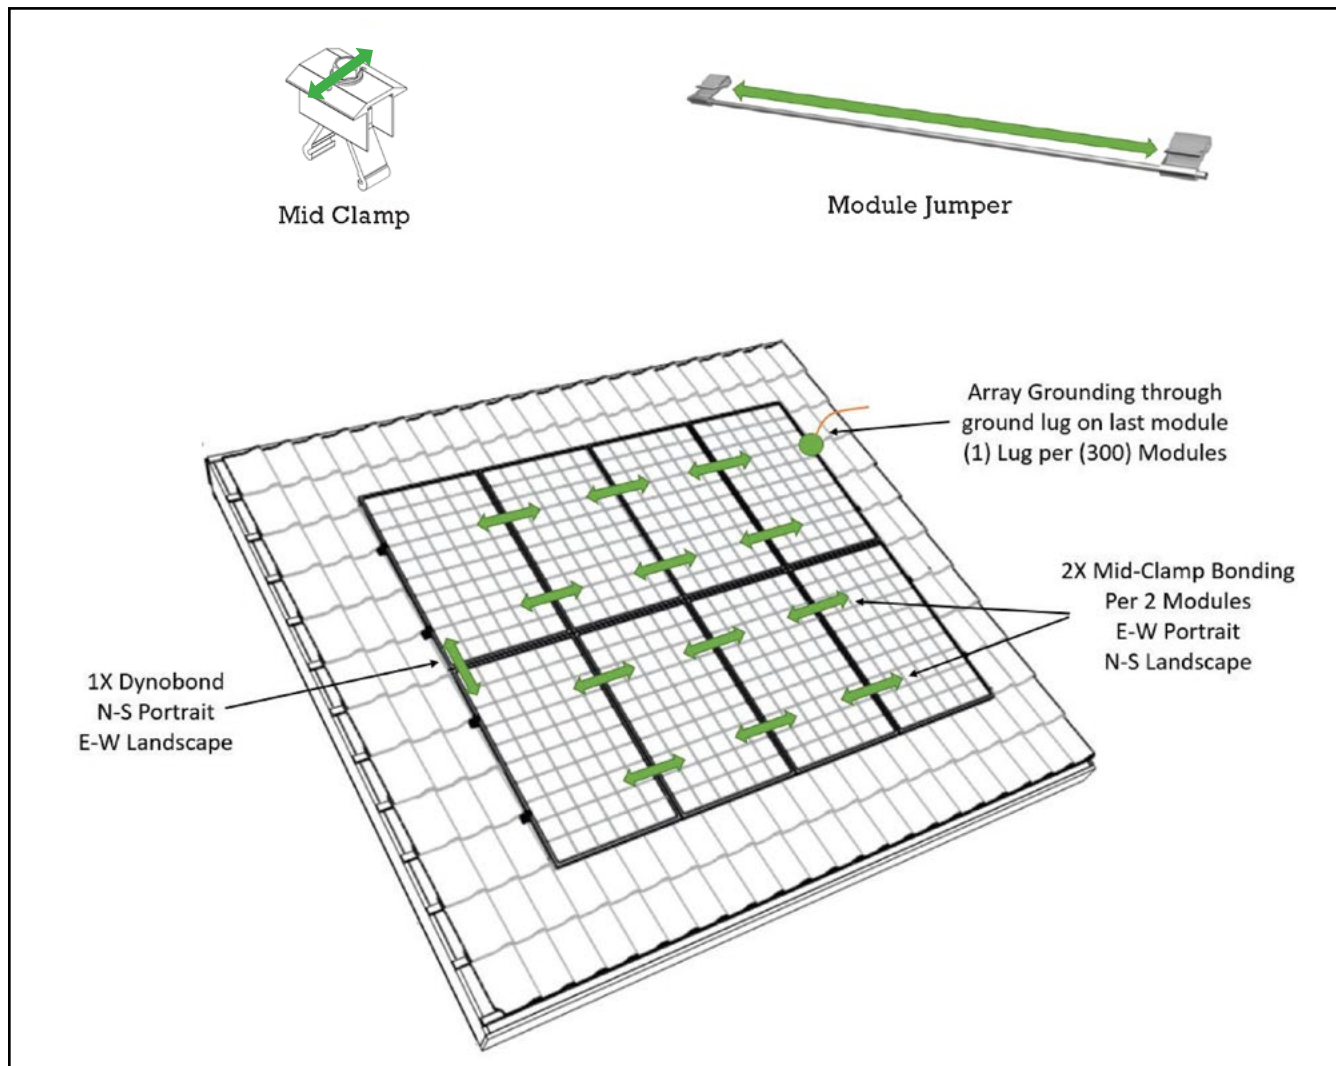 Mid Clamp
Module Jumper
Array Grounding through
ground lug on last module
(1) Lug per (300) Modules
2X Mid-Clamp Bonding
Per 2 Modules
E-W Portrait
N-S Landscape
1X Dynobond
N-S Portrait
E-W Landscape